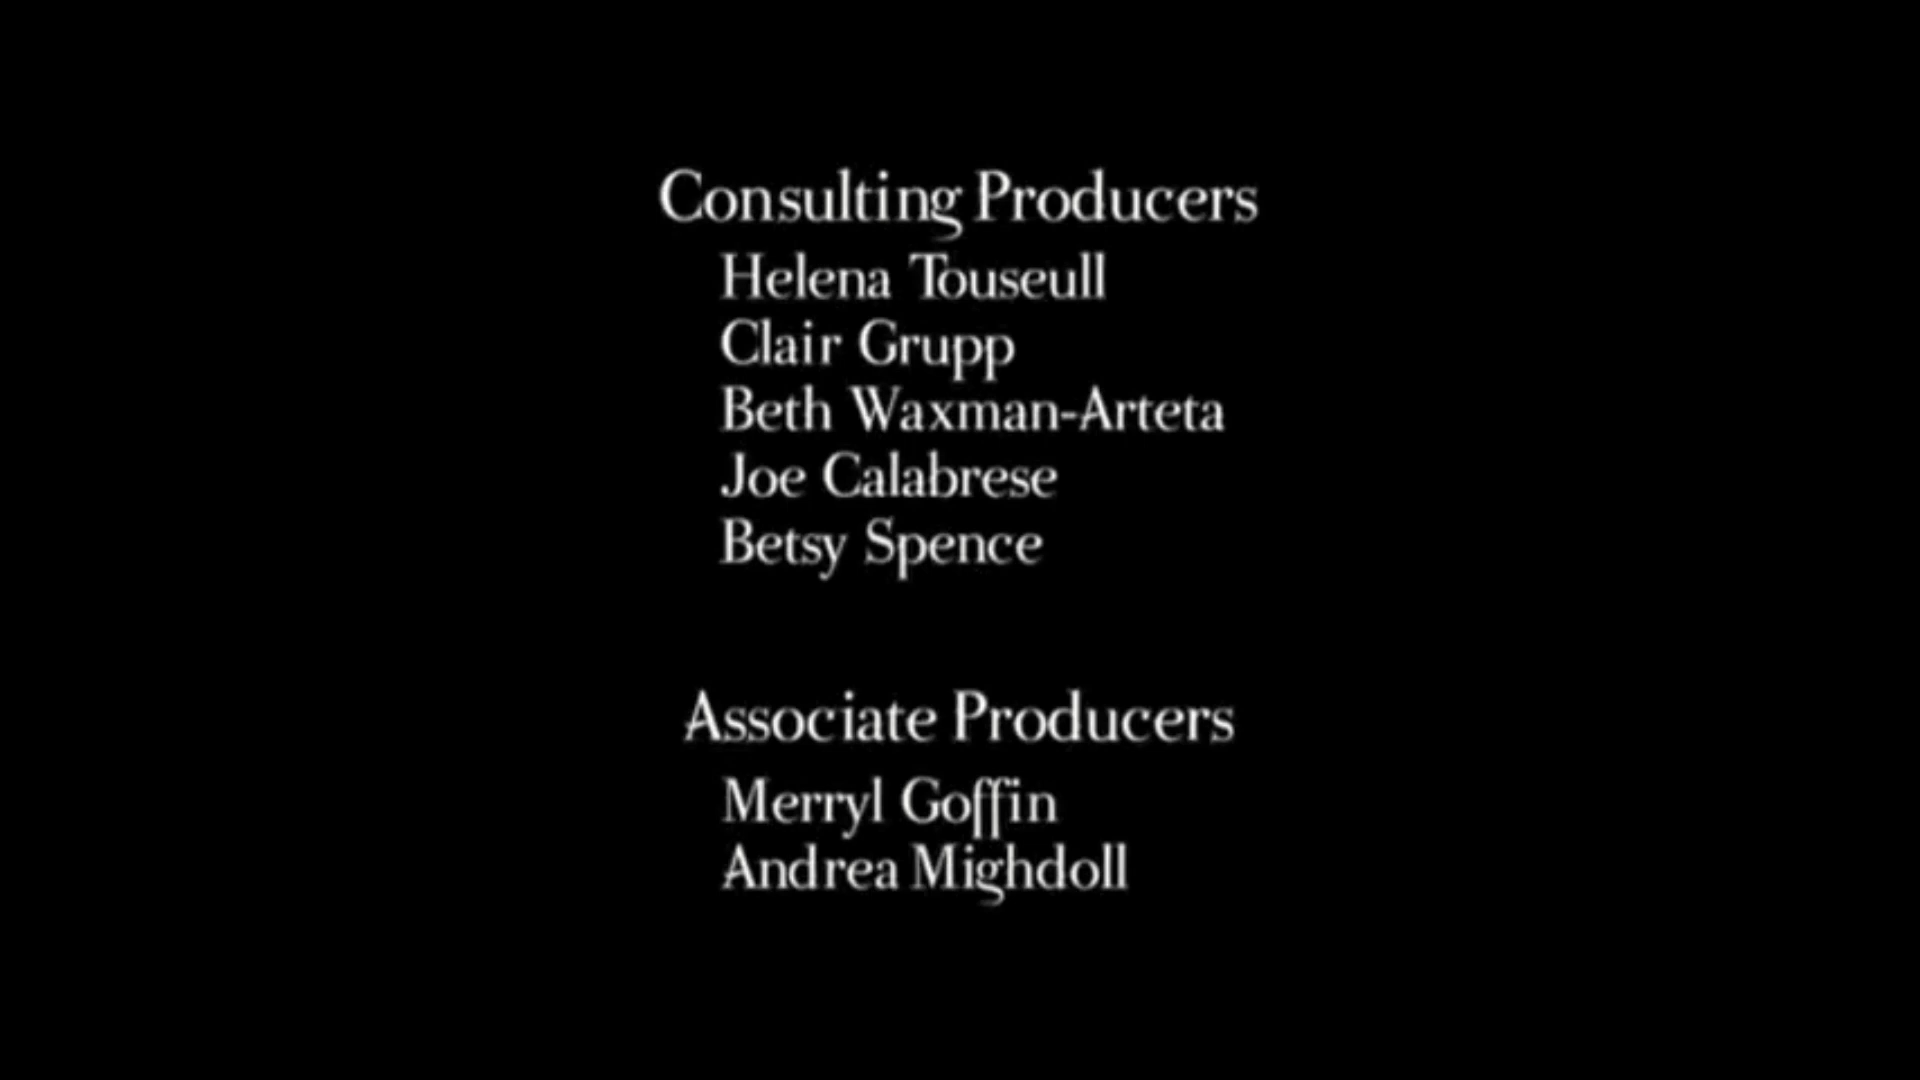 Consulting Producers
Helena Touseull
Clair Grupp
Beth Waxman-Arteta
Joe Calabrese
Betsy Spence
Associate Producers
Merryl Goffin
Andrea Mighdoll